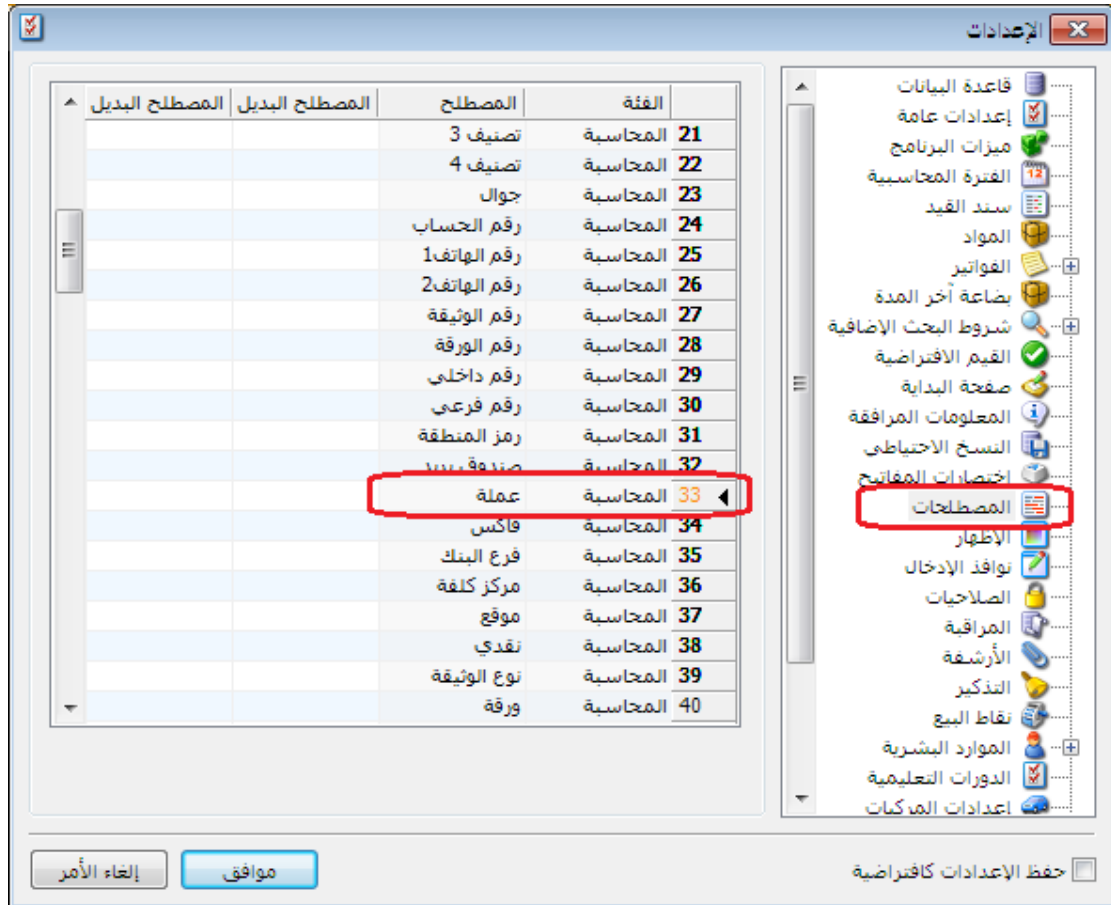 الإعدادات
قاعدة البيانات
إعدادات عامة
ميزات البرنامج
الفترة المحاسبية
سند القيد
المواد
الفواتير
بضاعة آخر المدة
شروط البحث الإضافية
القيم الافتراضية
صفحة البداية
المعلومات المرافقة
النسخ الاحتياطي
إختصارات المفاتيح
المصطلحات
الإظهار
نوافذ الإدخال
الصلاحيات
المراقبة
الأرشفة
التذكير
نقاط البيع
الموارد البشرية
الدورات التعليمية
إعدادات المركبات
الفئة المصطلح المصطلح البديل المصطلح البديل
21 المحاسبة تصنيف 3
22 المحاسبة تصنيف 4
23 المحاسبة جوال
24 المحاسبة رقم الحساب
25 المحاسبة رقم الهاتف1
26 المحاسبة رقم الهاتف2
27 المحاسبة رقم الوثيقة
28 المحاسبة رقم الورقة
29 المحاسبة رقم داخلي
30 المحاسبة رقم فرعي
31 المحاسبة رمز المنطقة
32 المحاسبة صندوق بريد
33 المحاسبة عملة
34 المحاسبة فاكس
35 المحاسبة فرع البنك
36 المحاسبة مركز كلفة
37 المحاسبة موقع
38 المحاسبة نقدي
39 المحاسبة نوع الوثيقة
40 المحاسبة ورقة
حفظ الإعدادات كافتراضية
موافق
إلغاء الأمر